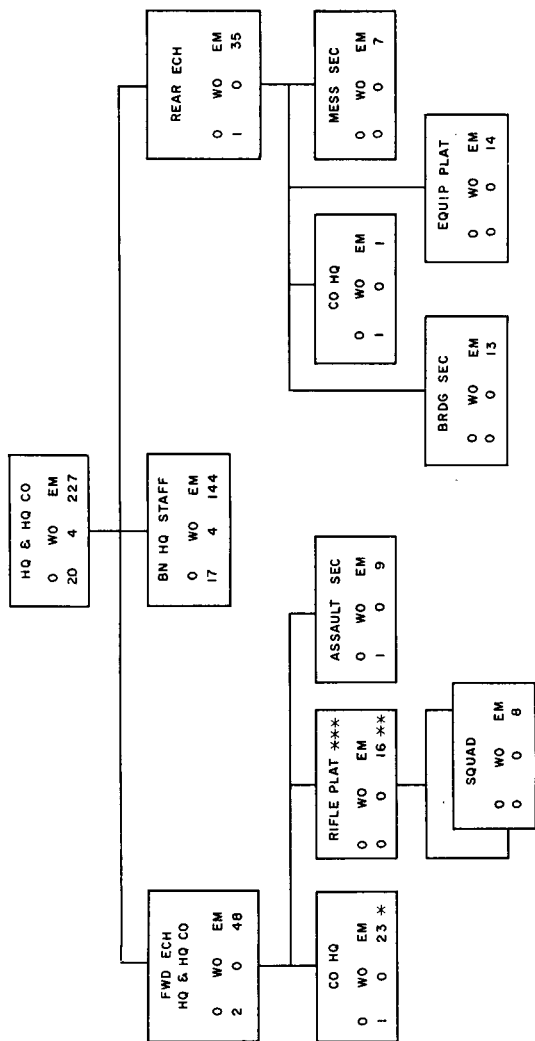 HQ & HQ CO
O WO EM
20 4 227
FWD ECH
HQ & HQ CO
O WO EM
2 0 48
BN HQ STAFF
O WO EM
17 4 144
REAR ECH
O WO EM
1 0 35
CO HQ
O WO EM
1 0 23 *
RIFLE PLAT ***
O WO EM
0 0 16 **
ASSAULT SEC
O WO EM
1 0 9
SQUAD
O WO EM
0 0 8
BRDG SEC
O WO EM
0 0 13
CO HQ
O WO EM
1 0 1
EQUIP PLAT
O WO EM
0 0 14
MESS SEC
O WO EM
0 0 7